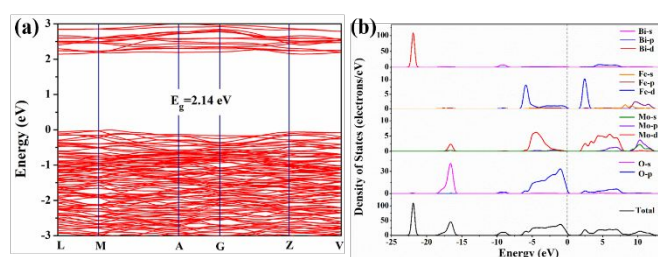 (a)
3
2
1
0
-1
-2
-3
Energy (eV)
E_g=2.14 eV
L M A G Z V
(b)
Density of States (electrons/eV)
100
50
0
Bi-s
Bi-p
Bi-d
10
5
0
Fe-s
Fe-p
Fe-d
10
5
0
Mo-s
Mo-p
Mo-d
30
0
O-s
O-p
100
50
0
Total
-25 -20 -15 -10 -5 0 5 10
Energy (eV)